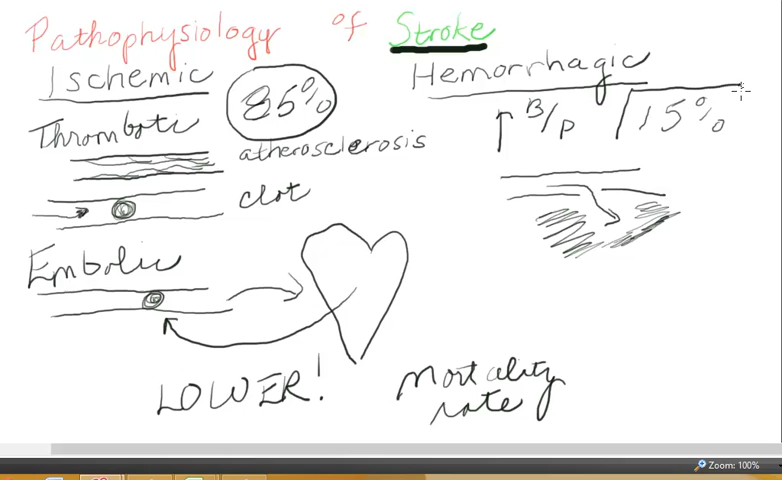 Pathophysiology of Stroke
Ischemic
85%
Thrombotic
atherosclerosis
clot
Embolic
LOWER!
Hemorrhagic
↑ B/P
15%
Mortality
rate
Zoom: 100%